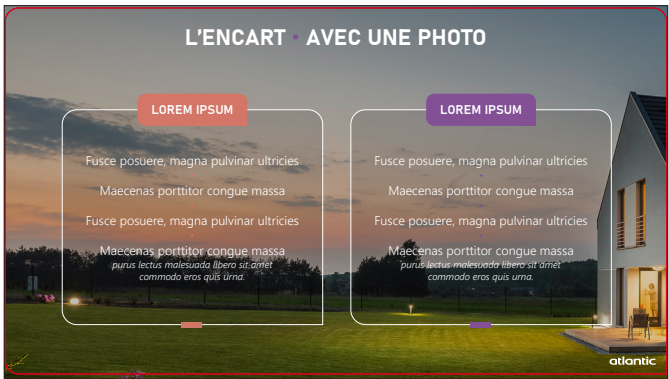 L'ENCART • AVEC UNE PHOTO
LOREM IPSUM
Fusce posuere, magna pulvinar ultricies
Maecenas porttitor congue massa
Fusce posuere, magna pulvinar ultricies
Maecenas porttitor congue massa
purus lectus malesuada libero sit amet
commodo eros quis urna.
LOREM IPSUM
Fusce posuere, magna pulvinar ultricies
Maecenas porttitor congue massa
Fusce posuere, magna pulvinar ultricies
Maecenas porttitor congue massa
purus lectus malesuada libero sit amet
commodo eros quis urna.
atlantic